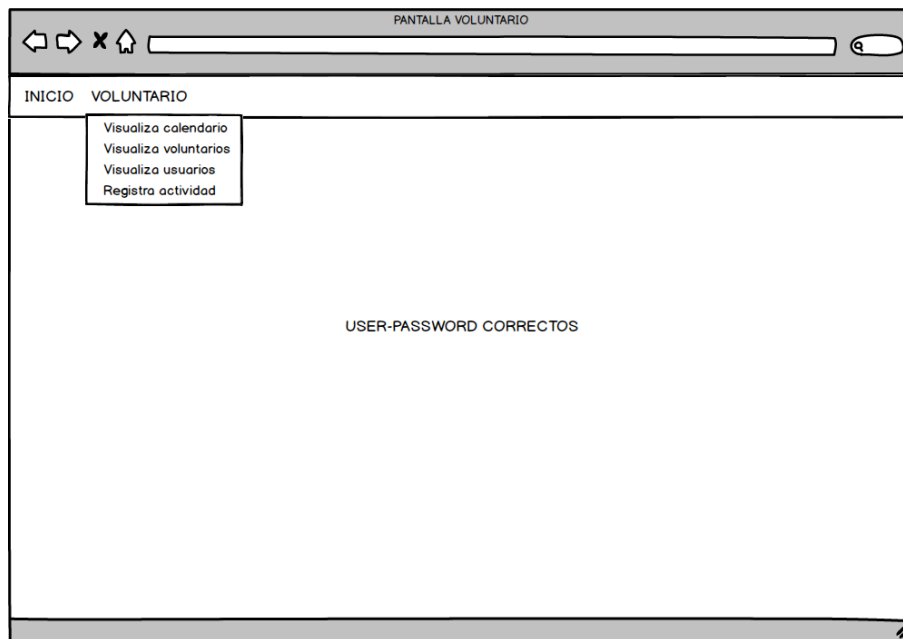 PANTALLA VOLUNTARIO
INICIO VOLUNTARIO
Visualiza calendario
Visualiza voluntarios
Visualiza usuarios
Registra actividad
USER-PASSWORD CORRECTOS